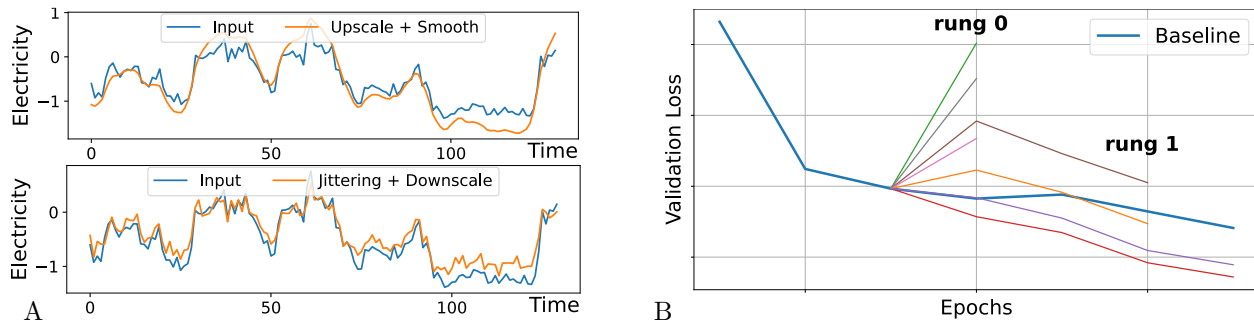 Electricity
1
0
−1
Input
Upscale + Smooth
0
50
100
Time
Electricity
0
−1
Input
Jittering + Downscale
0
50
100
Time
A
Validation Loss
rung 0
Baseline
rung 1
Epochs
B